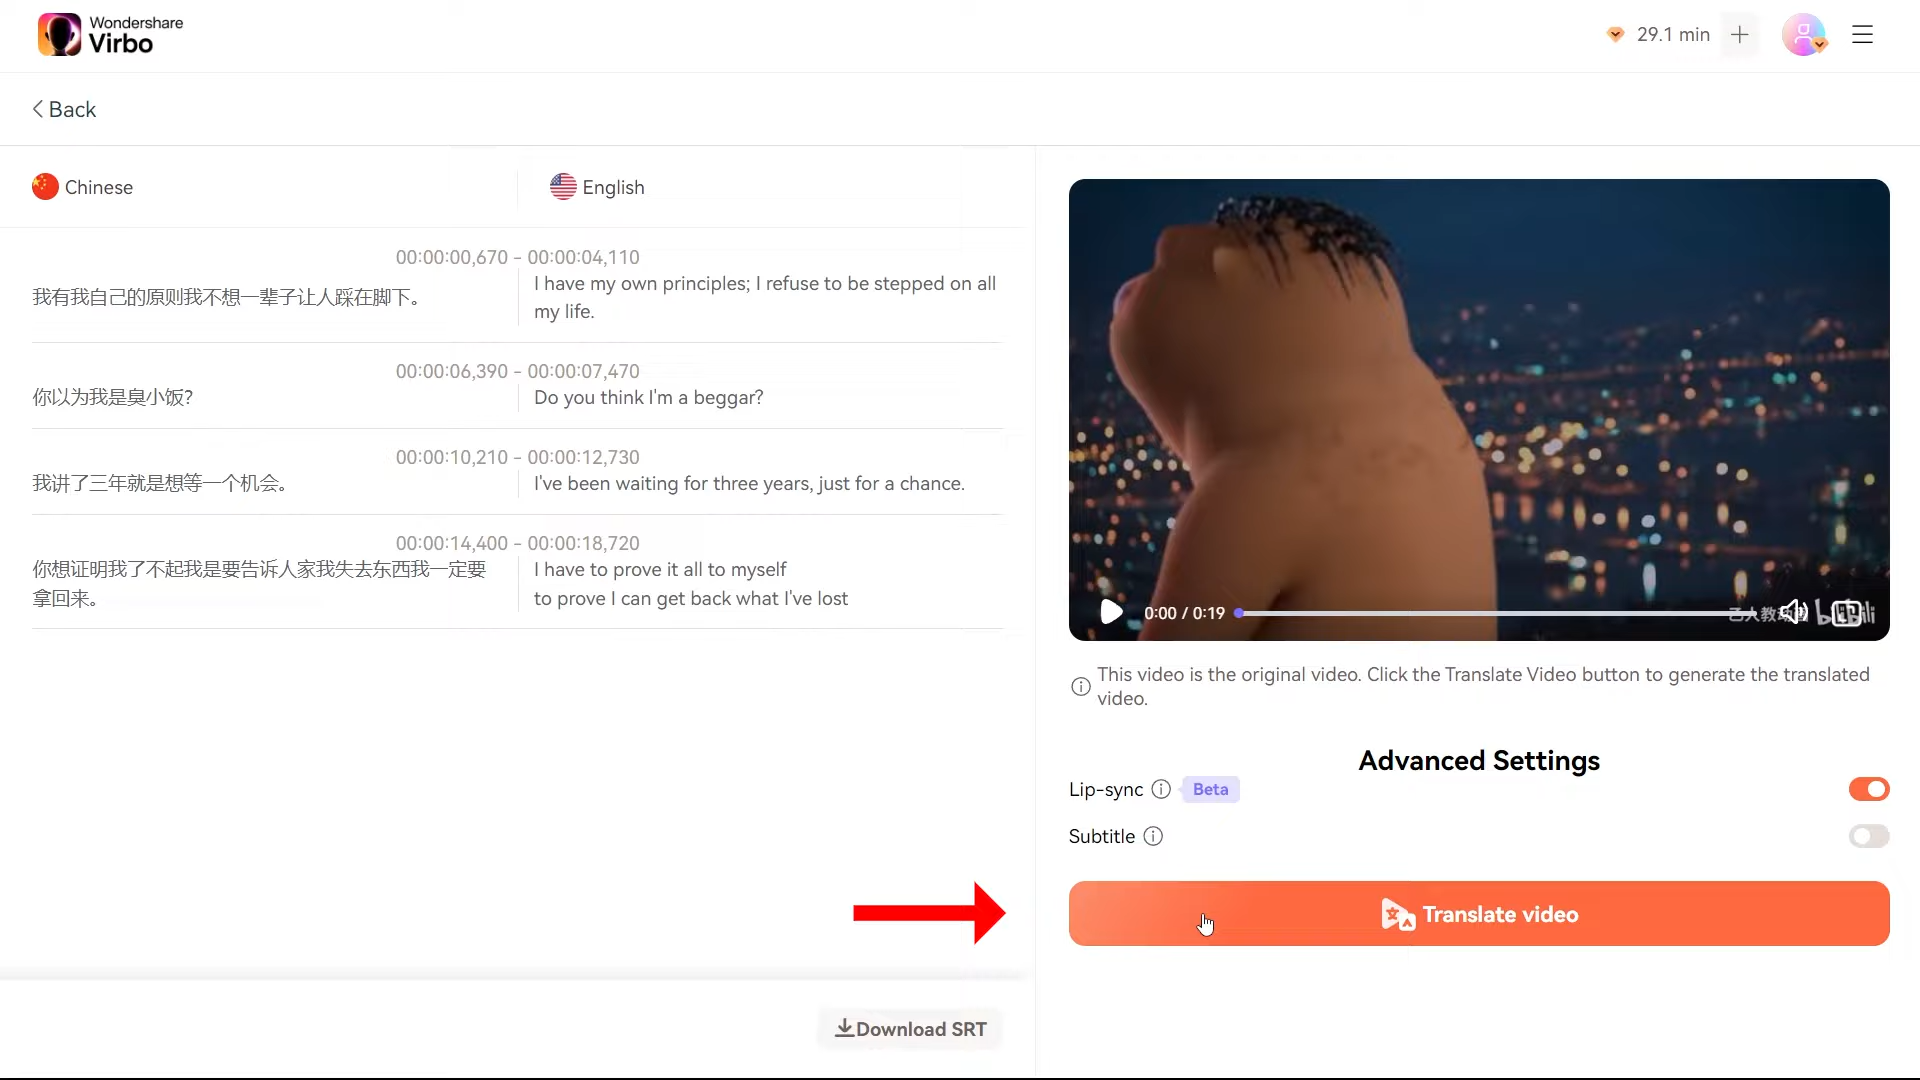 Wondershare
Virbo
29.1 min
Back
Chinese
English
00:00:00,670 - 00:00:04,110
我有我自己的原则我不想一辈子让人踩在脚下。
I have my own principles; I refuse to be stepped on all
my life.
00:00:06,390 - 00:00:07,470
你以为我是臭小饭?
Do you think I'm a beggar?
00:00:10,210 - 00:00:12,730
我讲了三年就是想等一个机会。
I've been waiting for three years, just for a chance.
00:00:14,400 - 00:00:18,720
你想证明我了不起我是要告诉人家我失去东西我一定要
拿回来。
I have to prove it all to myself
to prove I can get back what I've lost
Download SRT
0:00 / 0:19
This video is the original video. Click the Translate Video button to generate the translated
video.
Advanced Settings
Lip-sync
Beta
Subtitle
Translate video